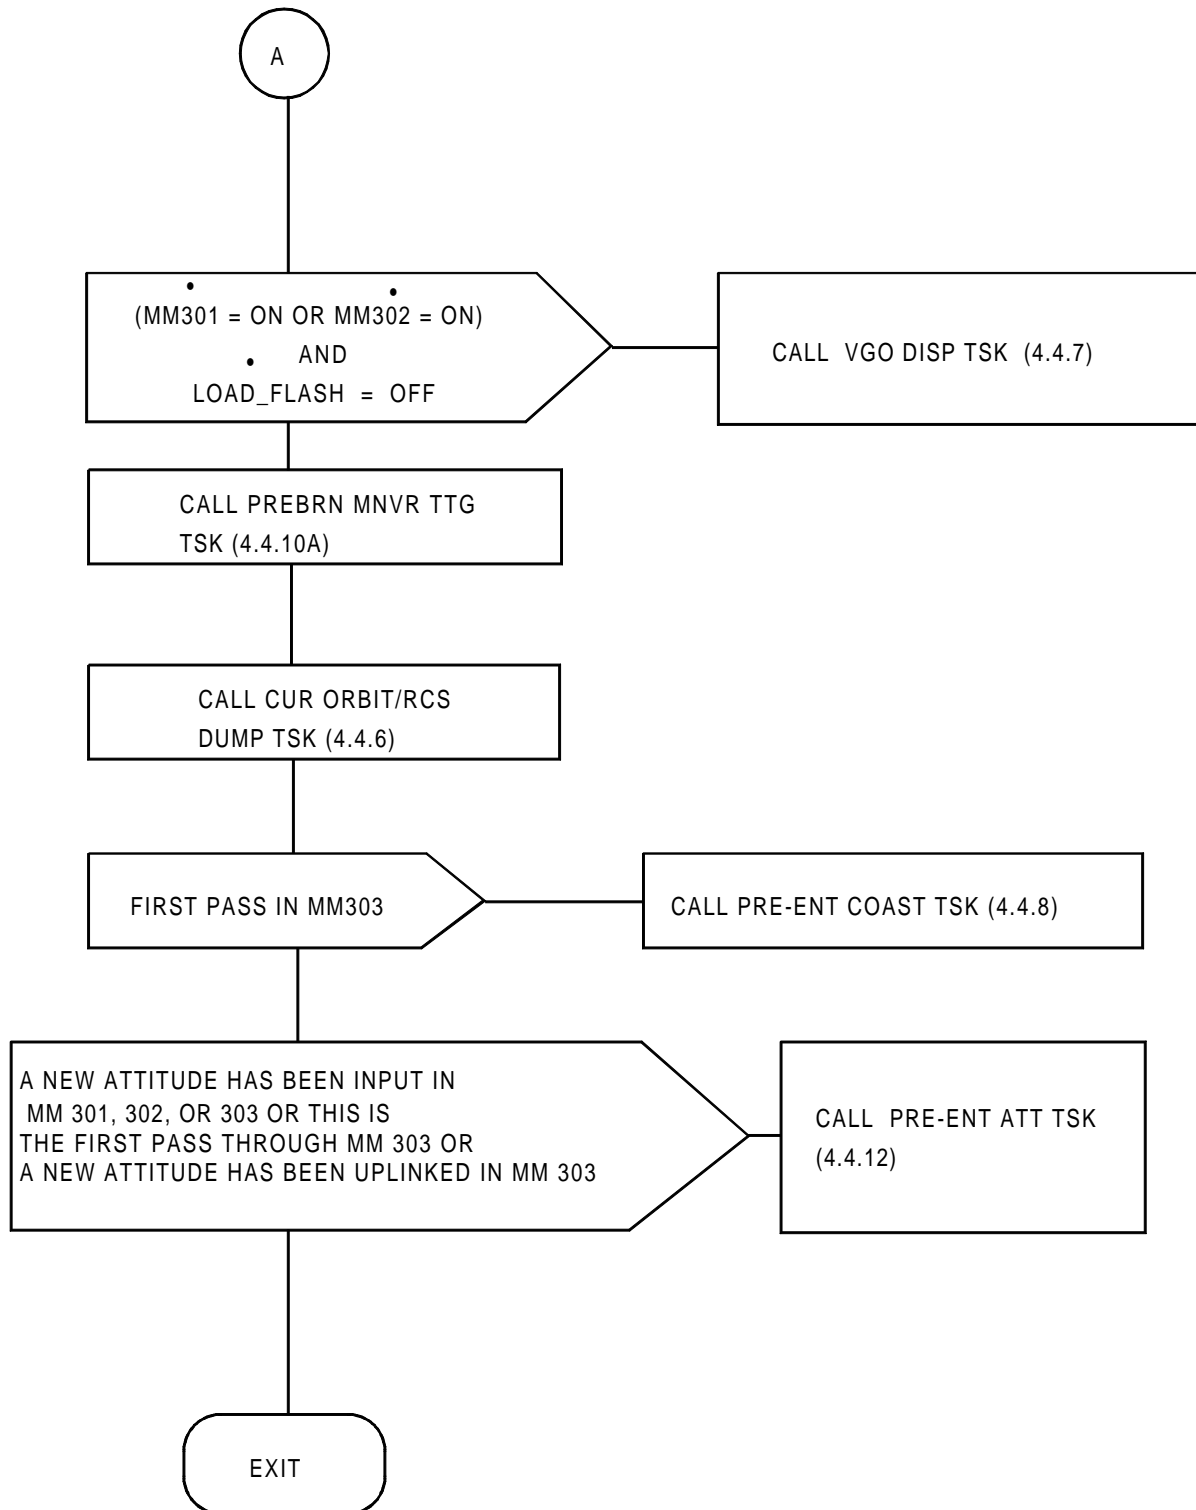 A
(MM301 = ON OR MM302 = ON)
AND
LOAD_FLASH = OFF
CALL VGO DISP TSK (4.4.7)
CALL PREBRN MNVR TTG
TSK (4.4.10A)
CALL CUR ORBIT/RCS
DUMP TSK (4.4.6)
FIRST PASS IN MM303
CALL PRE-ENT COAST TSK (4.4.8)
A NEW ATTITUDE HAS BEEN INPUT IN
MM 301, 302, OR 303 OR THIS IS
THE FIRST PASS THROUGH MM 303 OR
A NEW ATTITUDE HAS BEEN UPLINKED IN MM 303
CALL PRE-ENT ATT TSK
(4.4.12)
EXIT